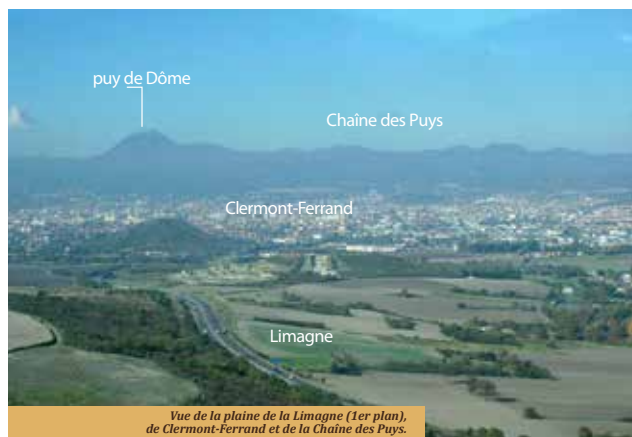 puy de Dôme
Chaîne des Puys
Clermont-Ferrand
Limagne
Vue de la plaine de la Limagne (1er plan),
de Clermont-Ferrand et de la Chaîne des Puys.